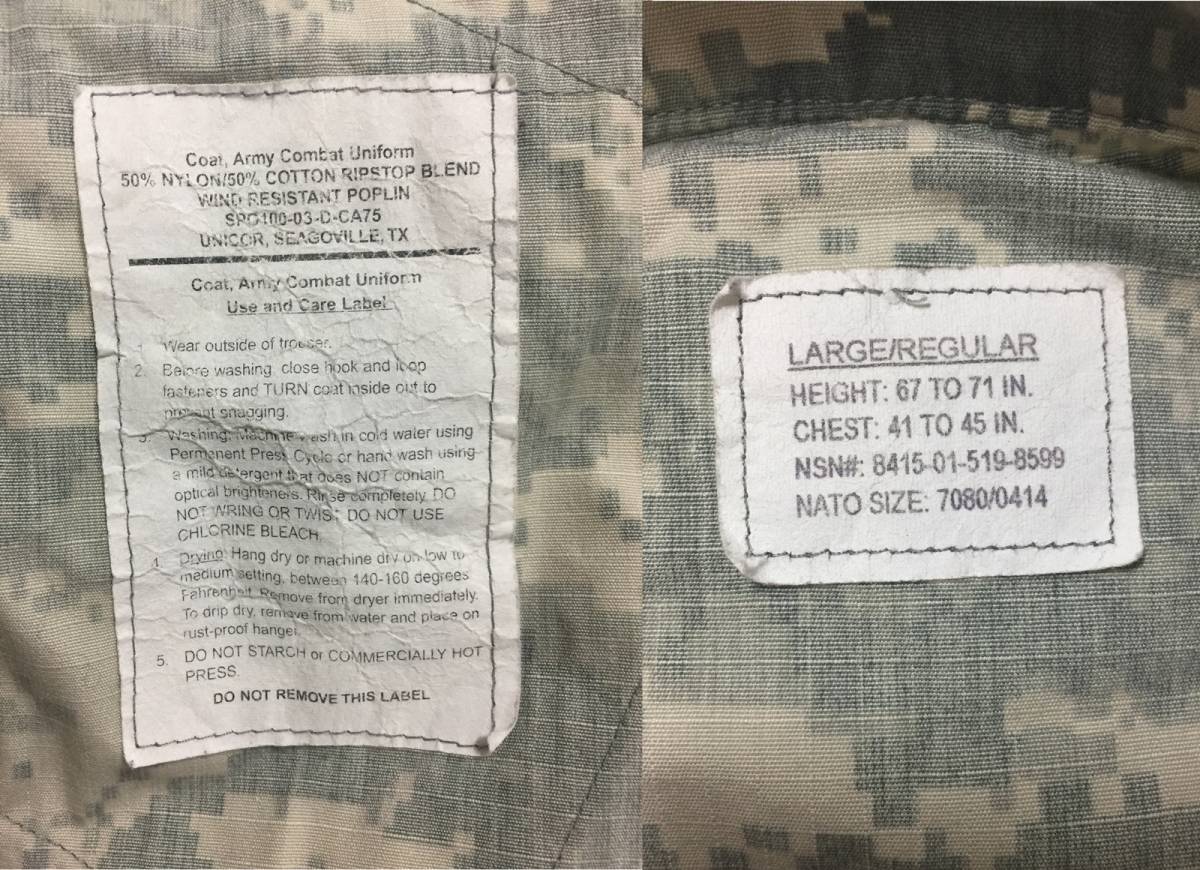 Coat, Army Combat Uniform
50% NYLON/50% COTTON RIPSTOP BLEND
WIND RESISTANT POPLIN
SPO100-03-D-CA75
UNICOR, SEAGOVILLE, TX
Coat, Army Combat Uniform
Use and Care Label
1. Wear outside of trouser.
2. Before washing, close hook and loop
fasteners and TURN coat inside out to
prevent snagging.
3. Washing: Machine wash in cold water using
Permanent Press Cycle or hand wash using
a mild detergent that does NOT contain
optical brighteners. Rinse completely. DO
NOT WRING OR TWIST. DO NOT USE
CHLORINE BLEACH
4. Drying: Hang dry or machine dry on low to
medium setting, between 140-160 degrees
Fahrenheit. Remove from dryer immediately.
To drip dry, remove from water and place on
rust-proof hanger.
5. DO NOT STARCH or COMMERCIALLY HOT
PRESS.
DO NOT REMOVE THIS LABEL
LARGE/REGULAR
HEIGHT: 67 TO 71 IN.
CHEST: 41 TO 45 IN.
NSN#: 8415-01-519-8599
NATO SIZE: 7080/0414